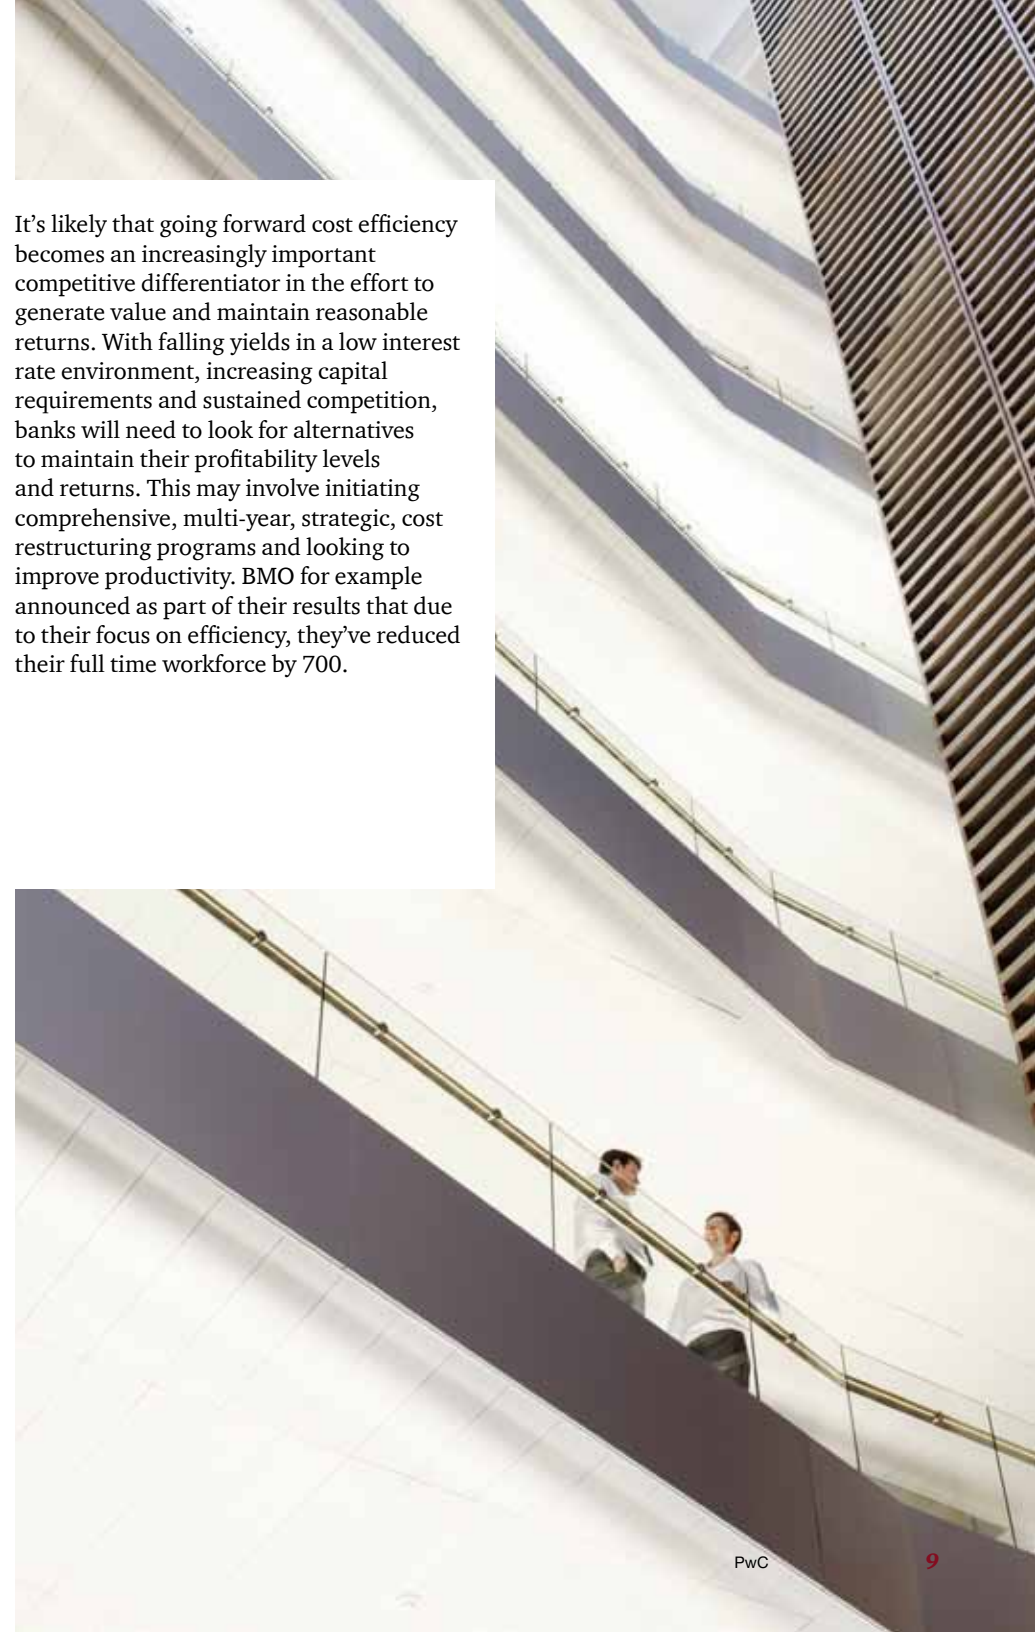 It’s likely that going forward cost efficiency
becomes an increasingly important
competitive differentiator in the effort to
generate value and maintain reasonable
returns. With falling yields in a low interest
rate environment, increasing capital
requirements and sustained competition,
banks will need to look for alternatives
to maintain their profitability levels
and returns. This may involve initiating
comprehensive, multi-year, strategic, cost
restructuring programs and looking to
improve productivity. BMO for example
announced as part of their results that due
to their focus on efficiency, they’ve reduced
their full time workforce by 700.
PwC 9